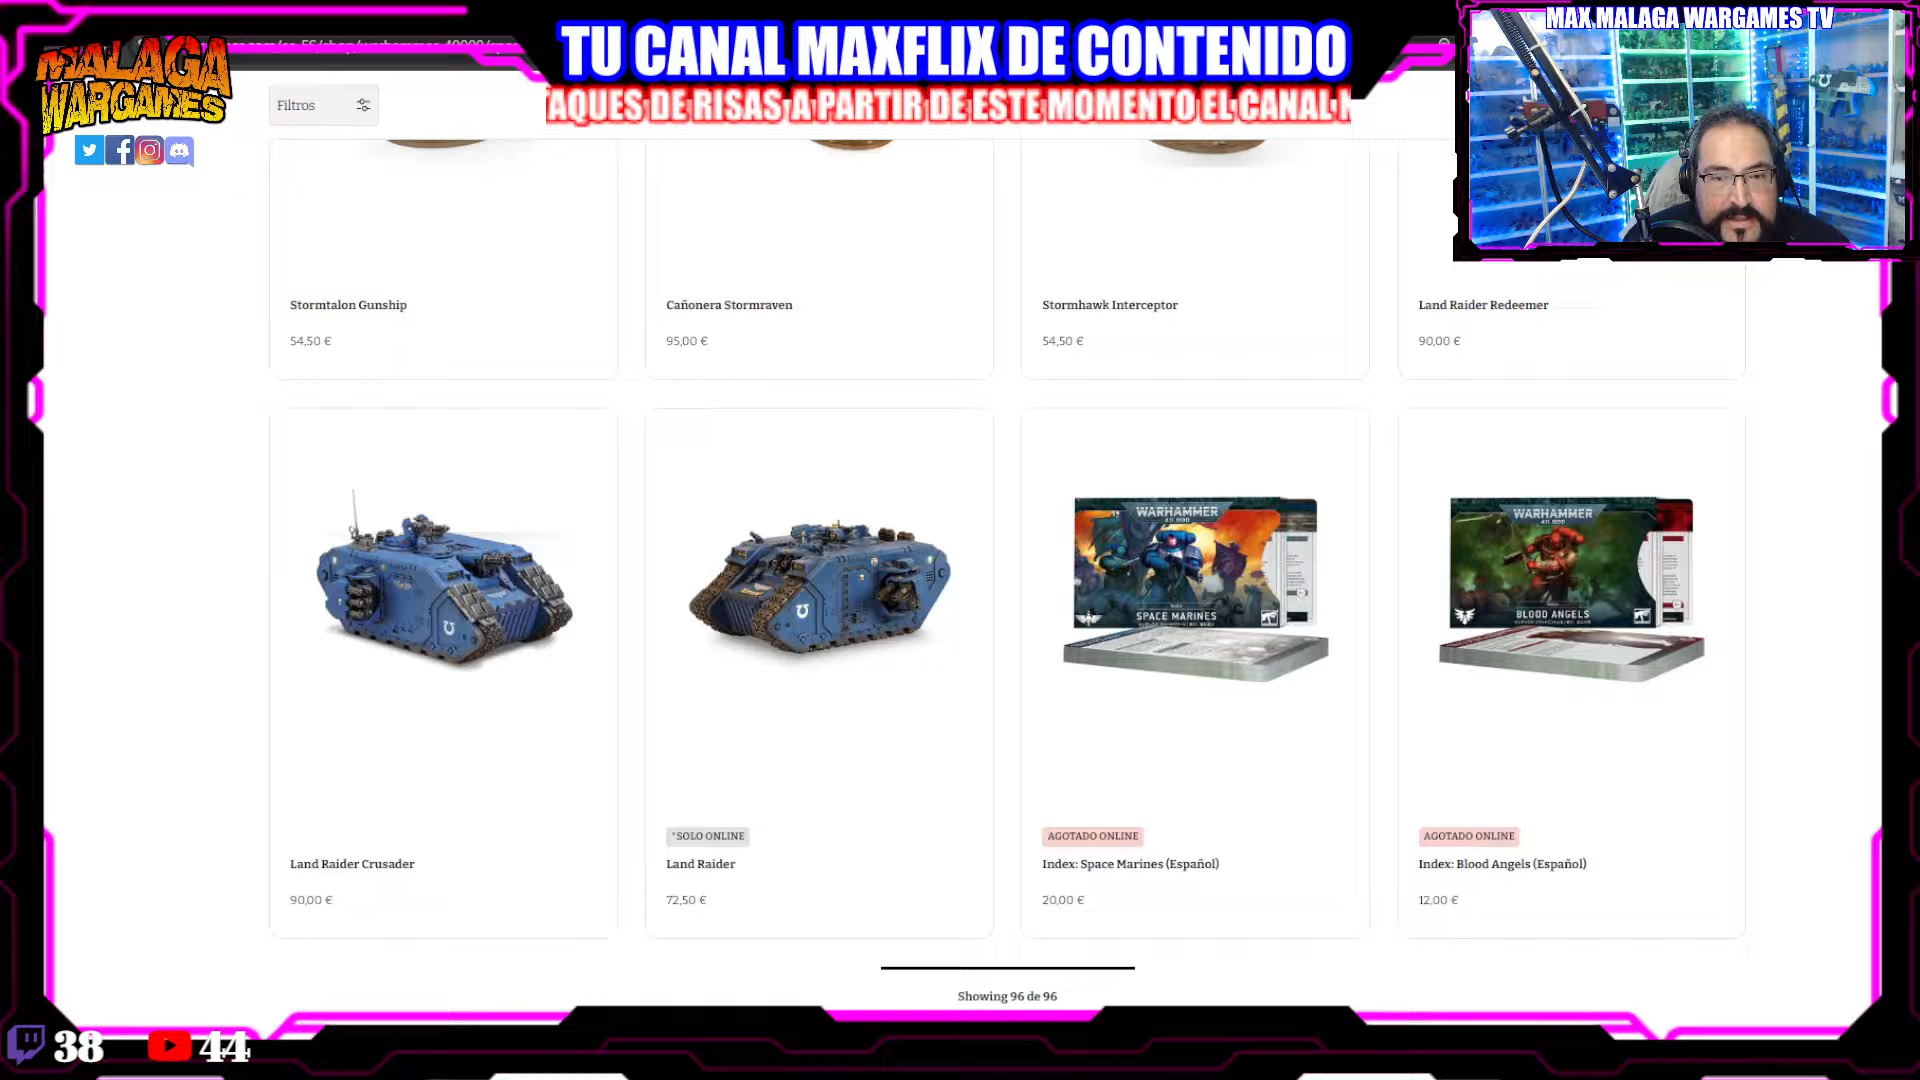 MALAGA
WARGAMES
TU CANAL MAXFLIX DE CONTENIDO
AQUES DE RISAS A PARTIR DE ESTE MOMENTO EL CANAL
MAX MALAGA WARGAMES TV
Filtros
Stormtalon Gunship
54,50 €
Cañonera Stormraven
95,00 €
Stormhawk Interceptor
54,50 €
Land Raider Redeemer
90,00 €
WARHAMMER
40,000
SPACE MARINES
WARHAMMER
40,000
BLOOD ANGELS
Land Raider Crusader
90,00 €
*SOLO ONLINE
Land Raider
72,50 €
AGOTADO ONLINE
Index: Space Marines (Español)
20,00 €
AGOTADO ONLINE
Index: Blood Angels (Español)
12,00 €
Showing 96 de 96
38
44